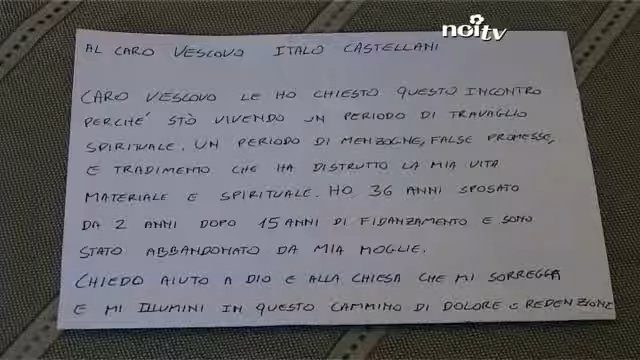 noitv
AL CARO VESCOVO ITALO CASTELLANI
CARO VESCOVO LE HO CHIESTO QUESTO INCONTRO
PERCHE' STÒ VIVENDO UN PERIODO DI TRAVAGLIO
SPIRITUALE. UN PERIODO DI MENZOGNE, FALSE PROMESSE,
E TRADIMENTO CHE HA DISTRUTTO LA MIA VITA
MATERIALE E SPIRITUALE. HO 36 ANNI SPOSATO
DA 2 ANNI DOPO 15 ANNI DI FIDANZAMENTO E SONO
STATO ABBANDONATO DA MIA MOGLIE.
CHIEDO AIUTO A DIO E ALLA CHIESA CHE MI SORREGGA
E MI ILLUMINI IN QUESTO CAMMINO DI DOLORE E REDENZIONE